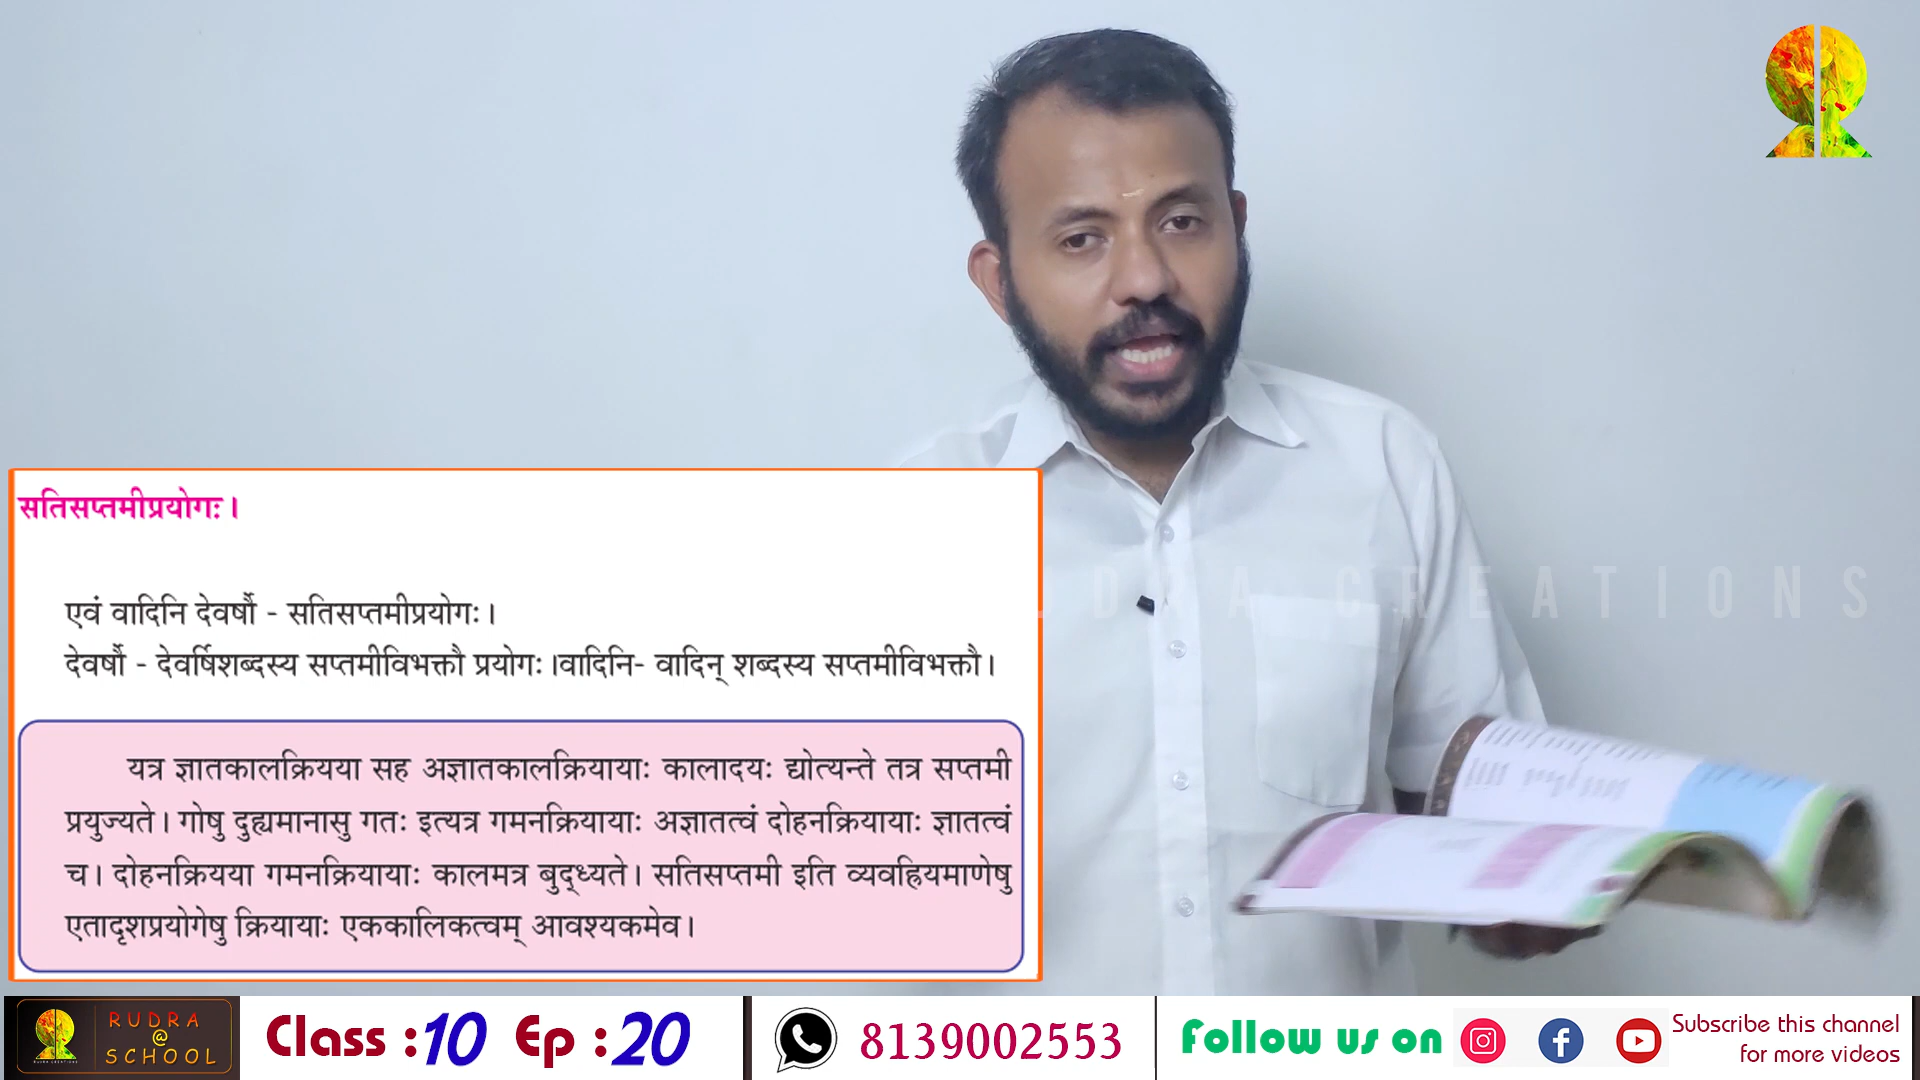 सतिसप्तमीप्रयोगः ।
एवं वादिनि देवर्षौ - सतिसप्तमीप्रयोगः ।
देवर्षौ - देवर्षिशब्दस्य सप्तमीविभक्तौ प्रयोगः ।वादिनि- वादिन् शब्दस्य सप्तमीविभक्तौ ।
यत्र ज्ञातकालक्रियया सह अज्ञातकालक्रियायाः कालादयः द्योत्यन्ते तत्र सप्तमी
प्रयुज्यते । गोषु दुह्यमानासु गतः इत्यत्र गमनक्रियायाः अज्ञातत्वं दोहनक्रियायाः ज्ञातत्वं
च । दोहनक्रियया गमनक्रियायाः कालमत्र बुद्ध्यते । सतिसप्तमी इति व्यवह्रियमाणेषु
एतादृशप्रयोगेषु क्रियायाः एककालिकत्वम् आवश्यकमेव ।
CREATIONS
RUDRA
@
SCHOOL
Class :10 Ep :20
8139002553
Follow us on
Subscribe this channel
for more videos